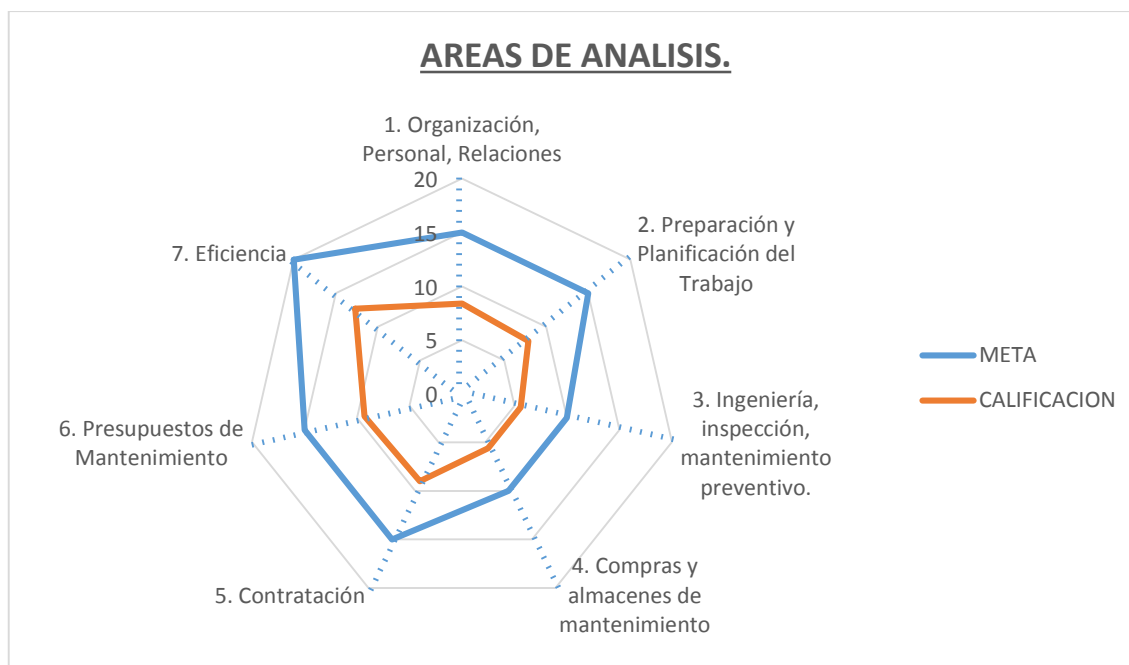 AREAS DE ANALISIS.
1. Organización,
Personal, Relaciones
20
15
10
5
0
2. Preparación y
Planificación del
Trabajo
3. Ingeniería,
inspección,
mantenimiento
preventivo.
4. Compras y
almacenes de
mantenimiento
5. Contratación
6. Presupuestos de
Mantenimiento
7. Eficiencia
META
CALIFICACION